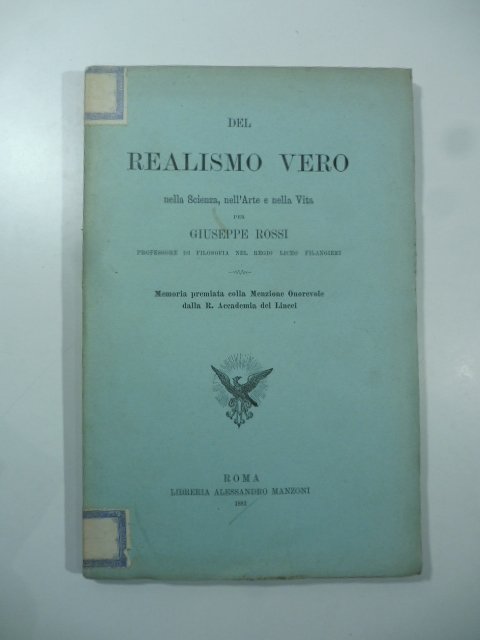 DEL
REALISMO VERO
nella Scienza, nell'Arte e nella Vita
PER
GIUSEPPE ROSSI
PROFESSORE DI FILOSOFIA NEL REGIO LICEO FILANGIERI
Memoria premiata colla Menzione Onorevole
dalla R. Accademia dei Lincei
ROMA
LIBRERIA ALESSANDRO MANZONI
1881